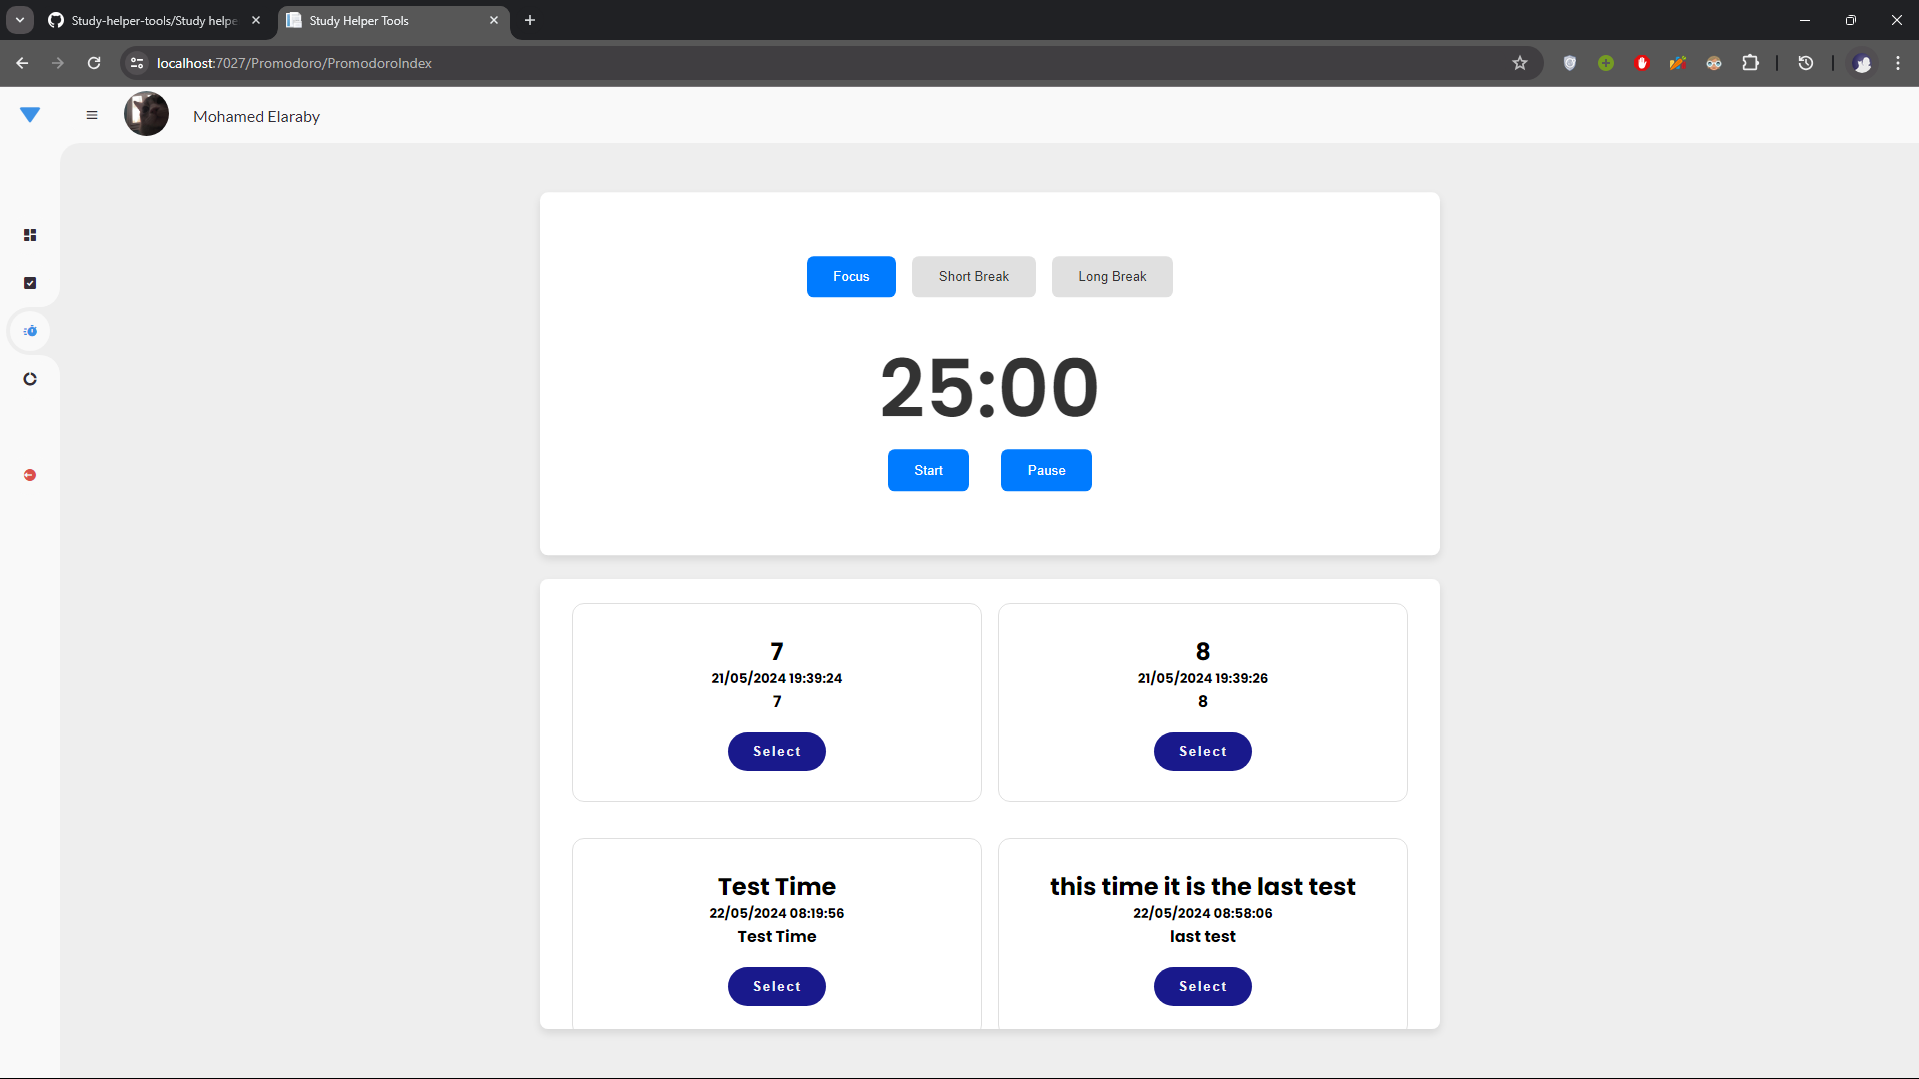 Study-helper-tools/Study helpe
Study Helper Tools
localhost:7027/Promodoro/PromodoroIndex
Mohamed Elaraby
Focus
Short Break
Long Break
25:00
Start
Pause
7
21/05/2024 19:39:24
7
Select
8
21/05/2024 19:39:26
8
Select
Test Time
22/05/2024 08:19:56
Test Time
Select
this time it is the last test
22/05/2024 08:58:06
last test
Select